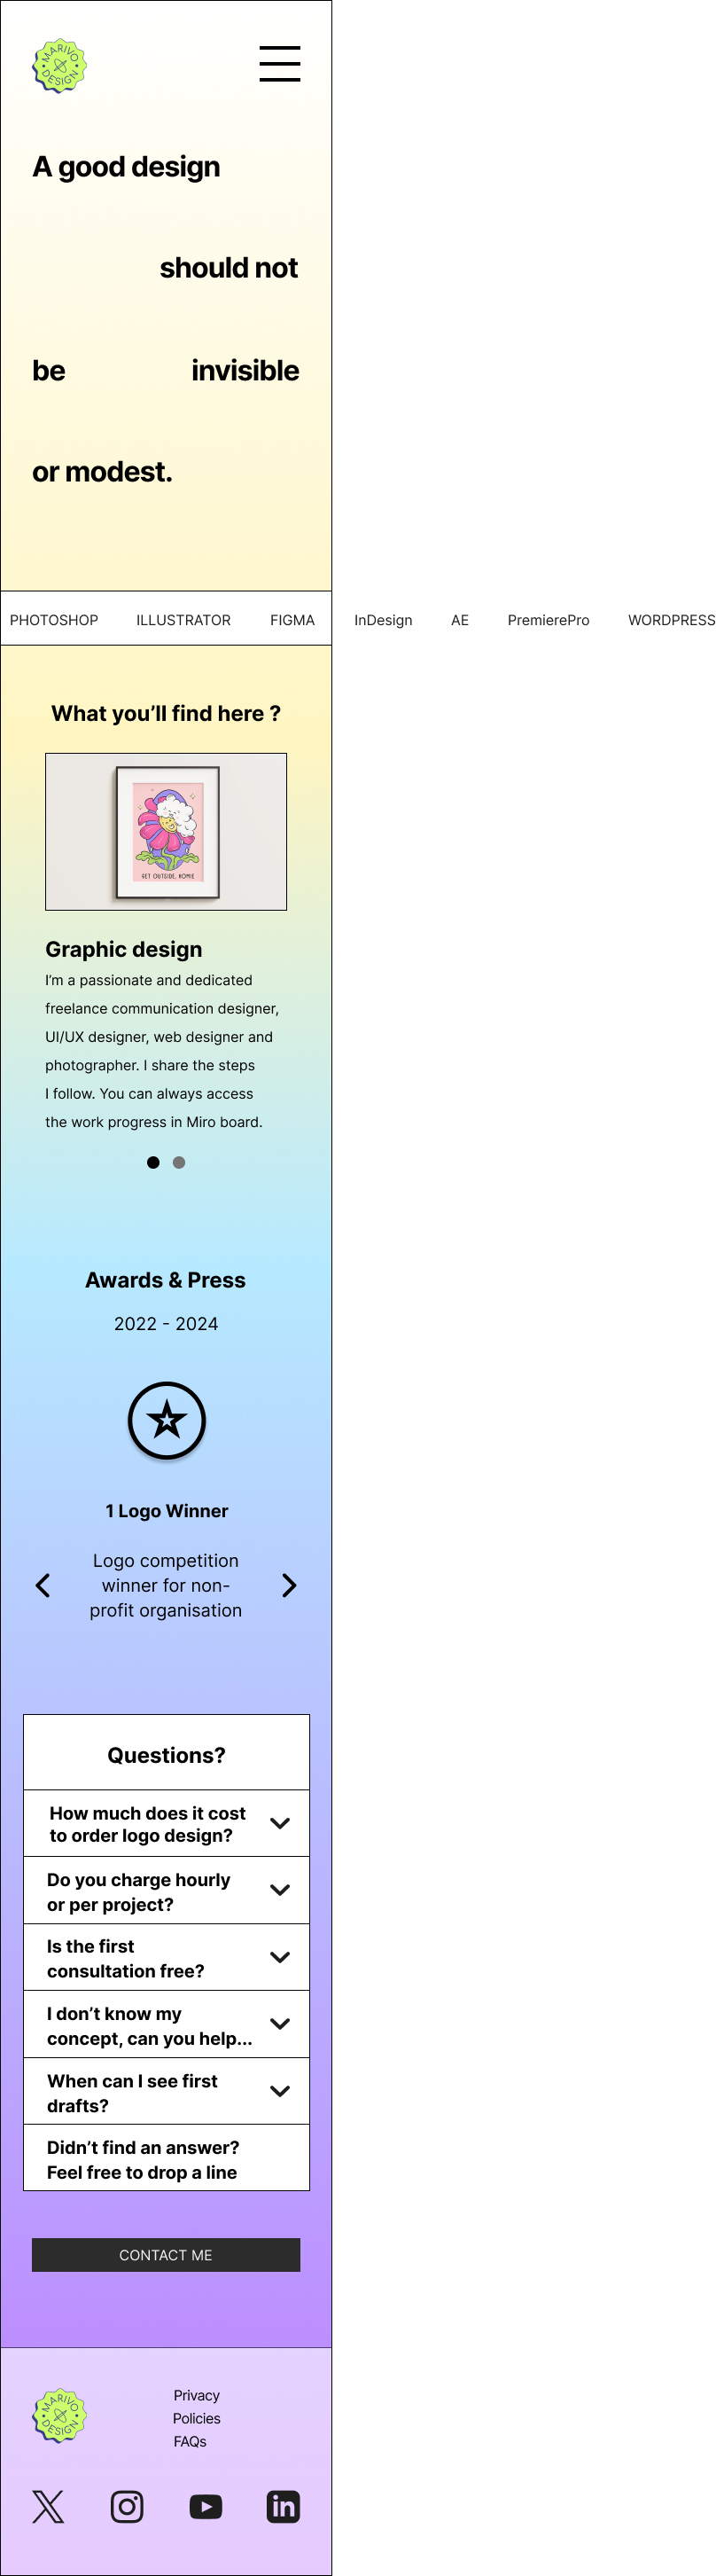 MARIVO
DESIGN
A good design
should not
be invisible
or modest.
PHOTOSHOP ILLUSTRATOR FIGMA InDesign AE PremierePro WORDPRESS
What you’ll find here ?
GET OUTSIDE, HOMIE
Graphic design
I’m a passionate and dedicated
freelance communication designer,
UI/UX designer, web designer and
photographer. I share the steps
I follow. You can always access
the work progress in Miro board.
Awards & Press
2022 - 2024
1 Logo Winner
Logo competition
winner for non-
profit organisation
Questions?
How much does it cost
to order logo design?
Do you charge hourly
or per project?
Is the first
consultation free?
I don’t know my
concept, can you help...
When can I see first
drafts?
Didn’t find an answer?
Feel free to drop a line
CONTACT ME
MARIVO
DESIGN
Privacy
Policies
FAQs
in